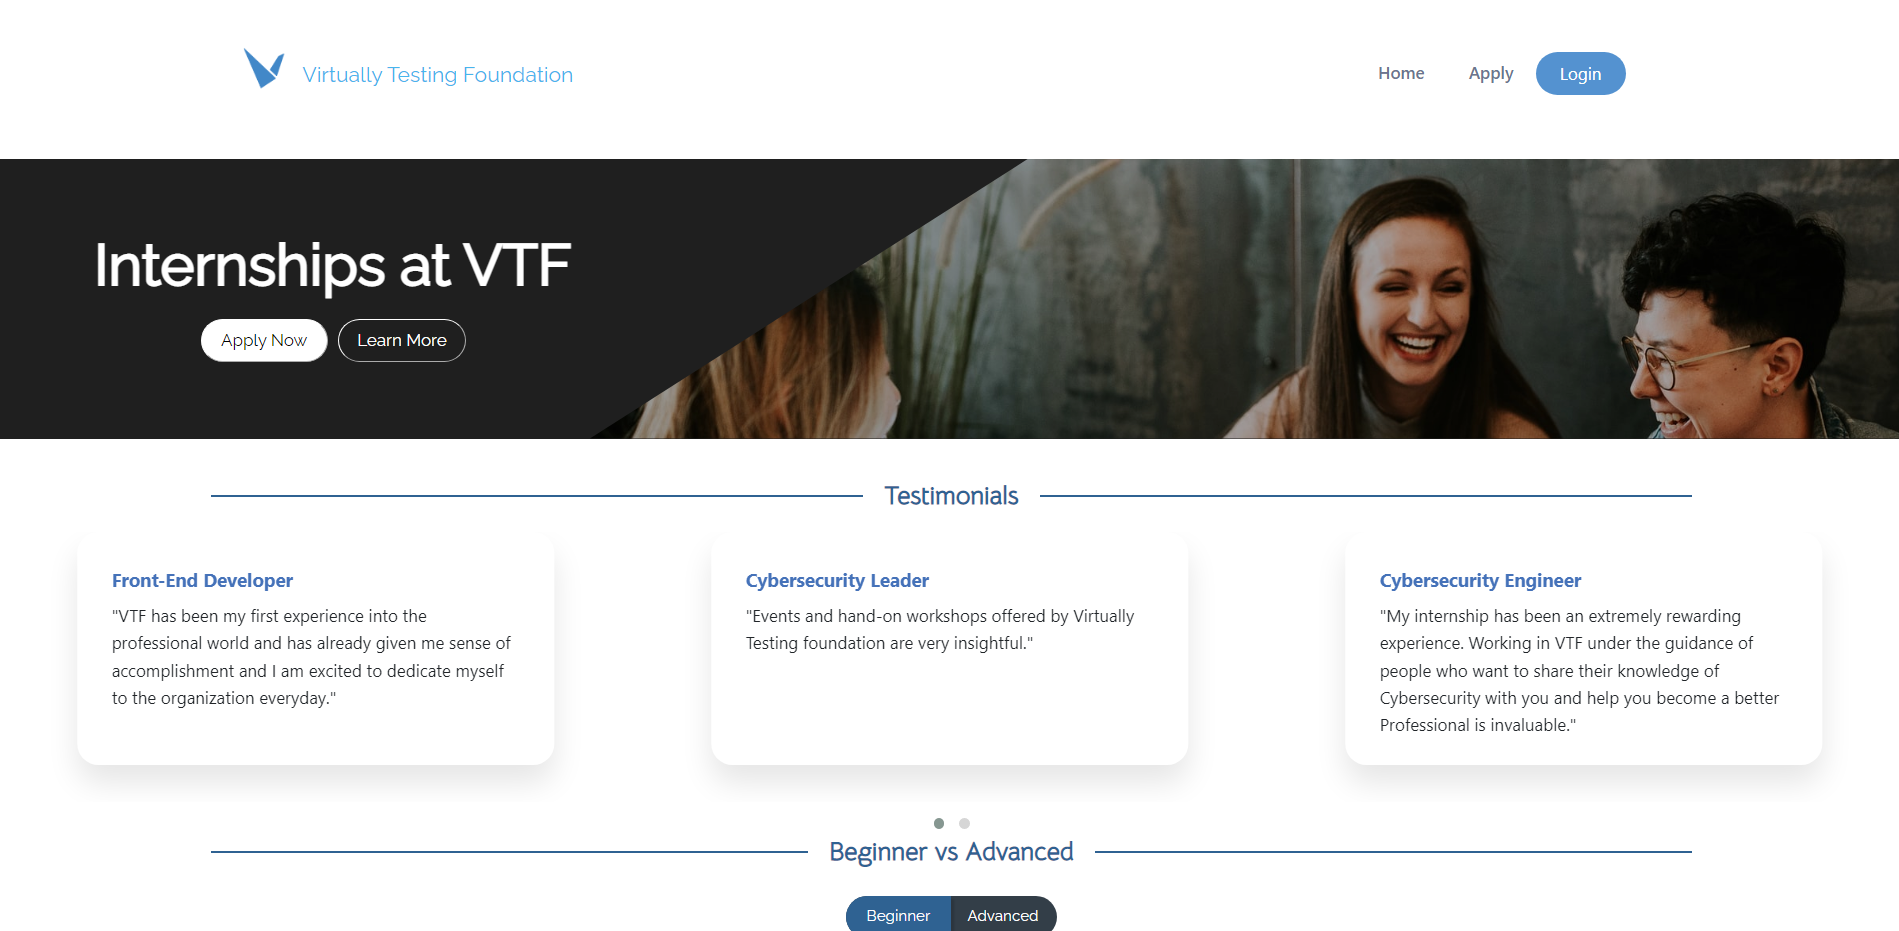 Virtually Testing Foundation
Home Apply Login
Internships at VTF
Apply Now Learn More
Testimonials
Front-End Developer
"VTF has been my first experience into the
professional world and has already given me sense of
accomplishment and I am excited to dedicate myself
to the organization everyday."
Cybersecurity Leader
"Events and hand-on workshops offered by Virtually
Testing foundation are very insightful."
Cybersecurity Engineer
"My internship has been an extremely rewarding
experience. Working in VTF under the guidance of
people who want to share their knowledge of
Cybersecurity with you and help you become a better
Professional is invaluable."
Beginner vs Advanced
Beginner Advanced